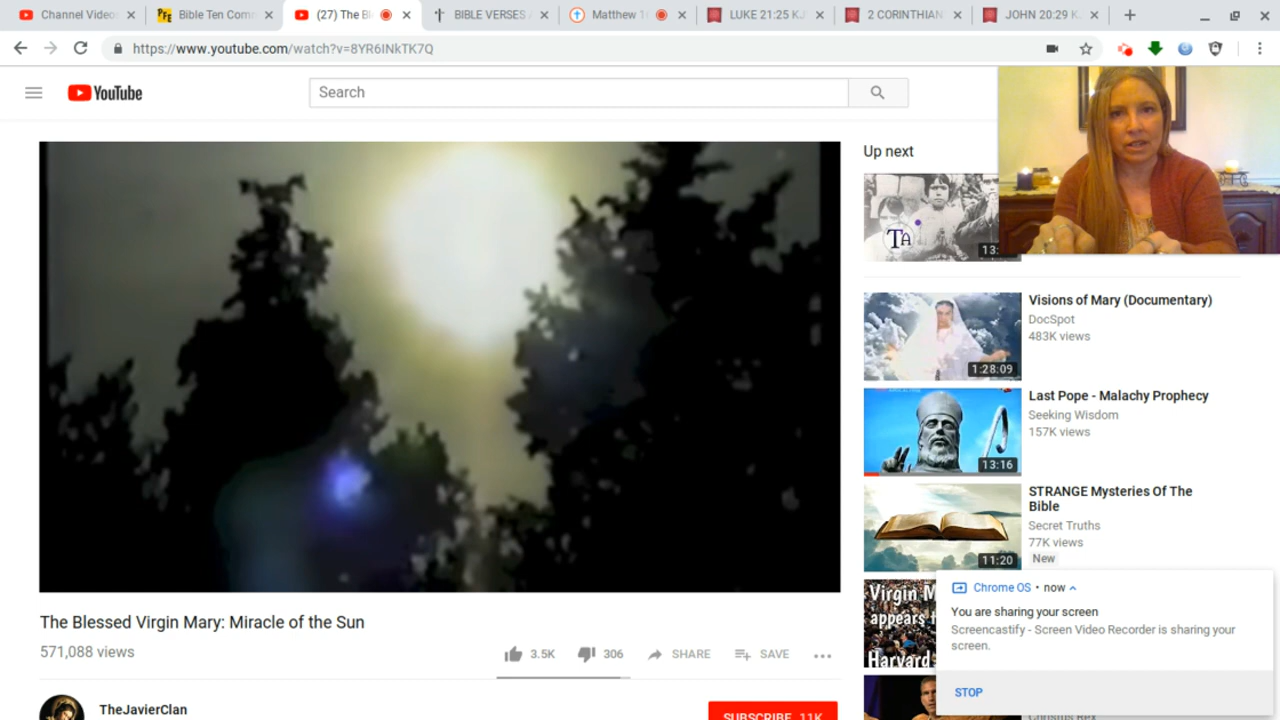 Channel Video
Bible Ten Comm
(27) The Bl
BIBLE VERSES
Matthew 1
LUKE 21:25 KJ
2 CORINTHIAN
JOHN 20:29 K
https://www.youtube.com/watch?v=8YR6INkTK7Q
YouTube
Search
Up next
TA
13:
Visions of Mary (Documentary)
DocSpot
483K views
1:28:09
Last Pope - Malachy Prophecy
Seeking Wisdom
157K views
13:16
STRANGE Mysteries Of The
Bible
Secret Truths
77K views
New
11:20
Virgin M
appears
Harvard
Chrome OS • now
You are sharing your screen
Screencastify - Screen Video Recorder is sharing your
screen.
STOP
Christus Rex
The Blessed Virgin Mary: Miracle of the Sun
571,088 views
3.5K
306
SHARE
SAVE
TheJavierClan
SUBSCRIBE 11K